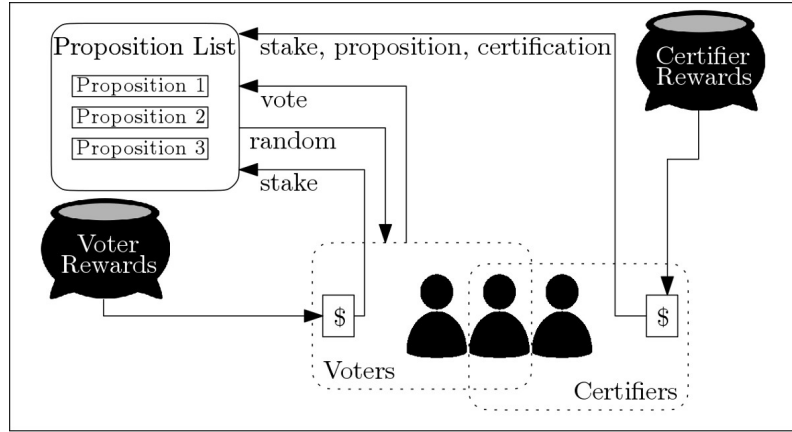 Proposition List
Proposition 1
Proposition 2
Proposition 3
stake, proposition, certification
vote
random
stake
Certifier
Rewards
Voter
Rewards
$
$
Voters
Certifiers